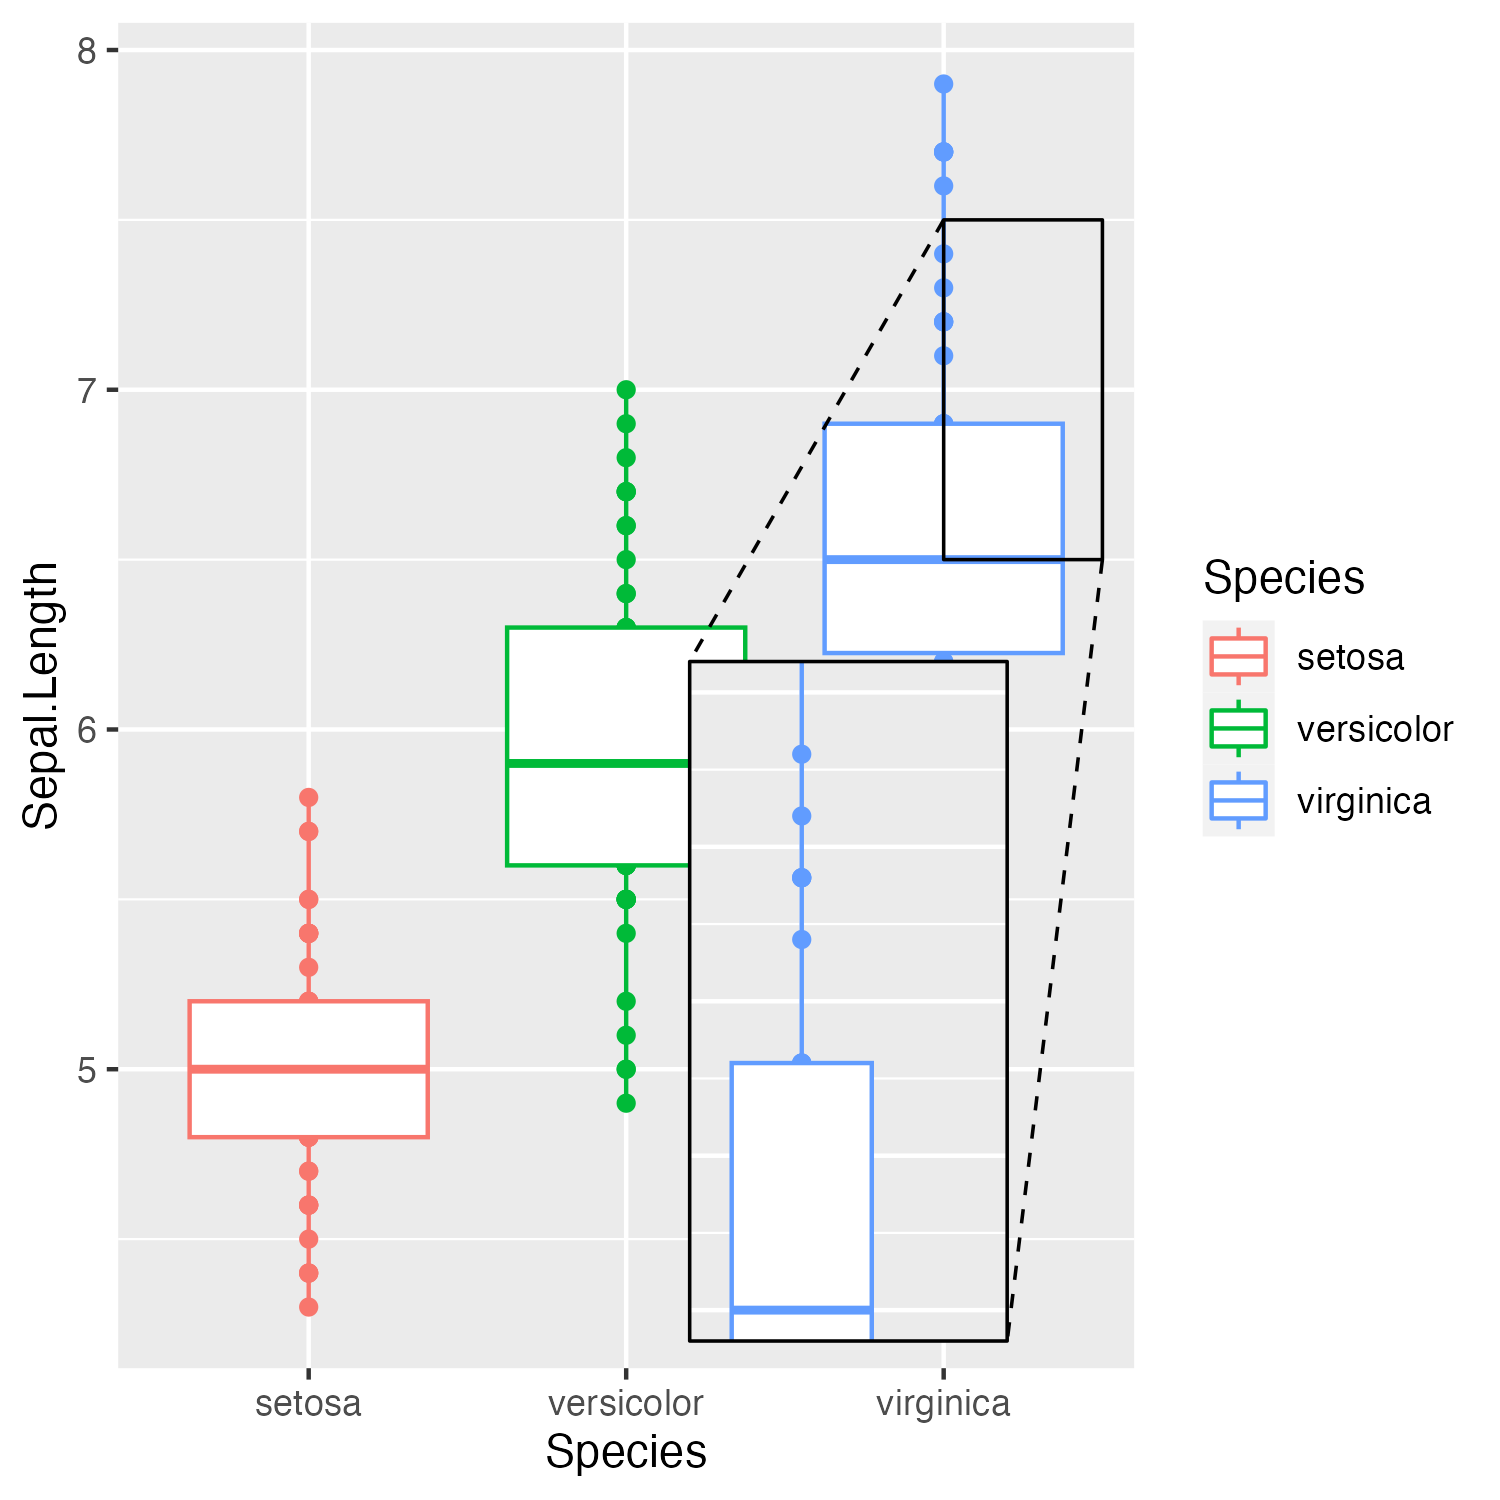 8
7
6
5
Sepal.Length
setosa
versicolor
virginica
Species
Species
setosa
versicolor
virginica